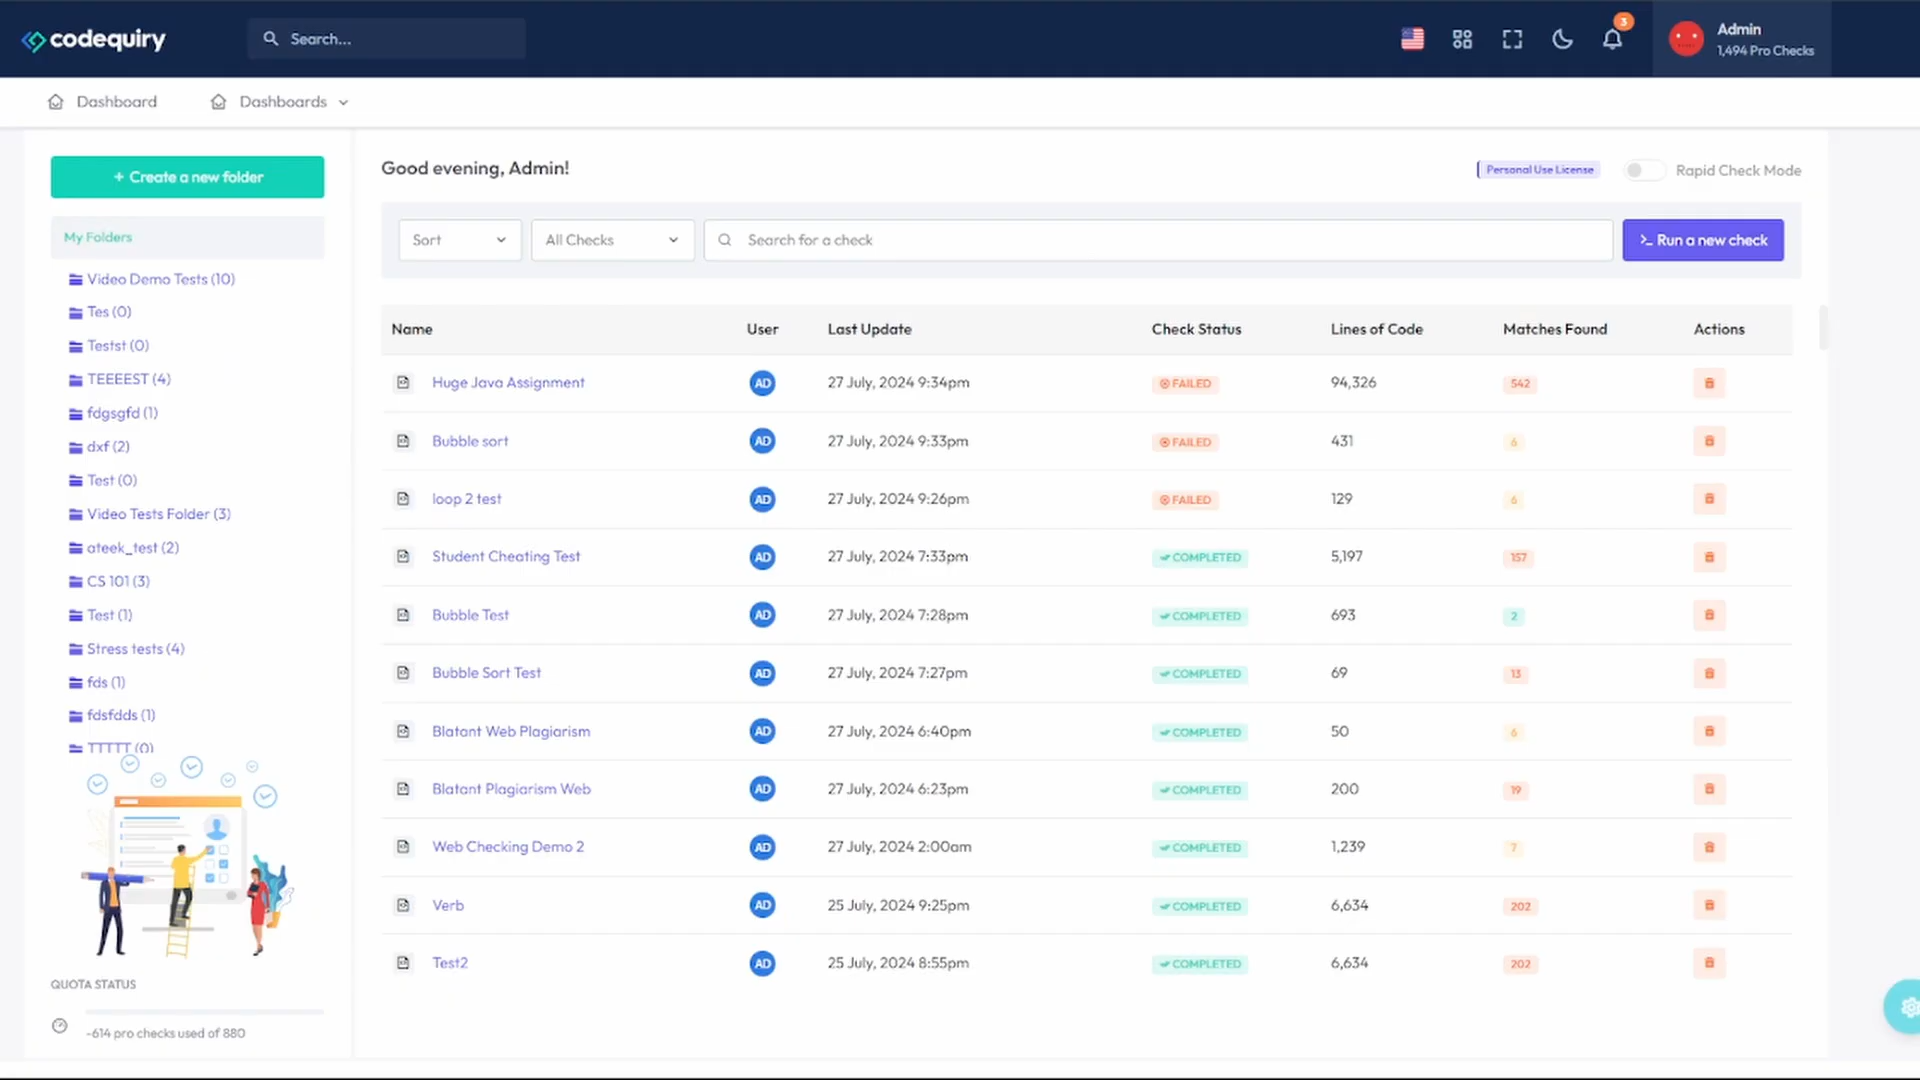 codequiry
Search...
3
Admin
1,494 Pro Checks
Dashboard
Dashboards
+ Create a new folder
My Folders
Video Demo Tests (10)
Tes (0)
Testst (0)
TEEEEST (4)
fdgsgfd (1)
dxf (2)
Test (0)
Video Tests Folder (3)
ateek_test (2)
CS 101 (3)
Test (1)
Stress tests (4)
fds (1)
fdsfdds (1)
TTTTT (0)
QUOTA STATUS
-614 pro checks used of 880
Good evening, Admin!
Personal Use License
Rapid Check Mode
Sort
All Checks
Search for a check
>_ Run a new check
Name User Last Update Check Status Lines of Code Matches Found Actions
Huge Java Assignment AD 27 July, 2024 9:34pm FAILED 94,326 542
Bubble sort AD 27 July, 2024 9:33pm FAILED 431 6
loop 2 test AD 27 July, 2024 9:26pm FAILED 129 6
Student Cheating Test AD 27 July, 2024 7:33pm COMPLETED 5,197 157
Bubble Test AD 27 July, 2024 7:28pm COMPLETED 693 2
Bubble Sort Test AD 27 July, 2024 7:27pm COMPLETED 69 13
Blatant Web Plagiarism AD 27 July, 2024 6:40pm COMPLETED 50 6
Blatant Plagiarism Web AD 27 July, 2024 6:23pm COMPLETED 200 19
Web Checking Demo 2 AD 27 July, 2024 2:00am COMPLETED 1,239 7
Verb AD 25 July, 2024 9:25pm COMPLETED 6,634 202
Test2 AD 25 July, 2024 8:55pm COMPLETED 6,634 202